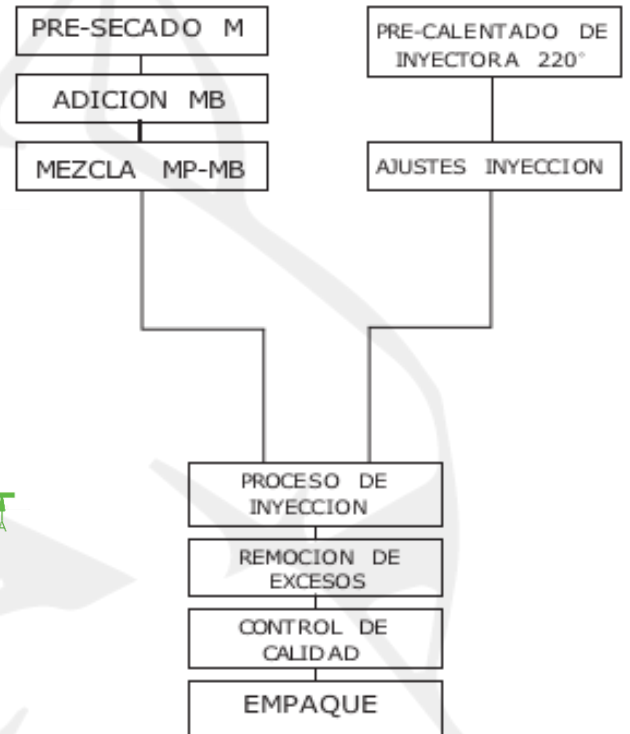 PRE-SECADO M
ADICION MB
MEZCLA MP-MB
PRE-CALENTADO DE
INYECTORA 220°
AJUSTES INYECCION
PROCESO DE
INYECCION
REMOCION DE
EXCESOS
CONTROL DE
CALIDAD
EMPAQUE